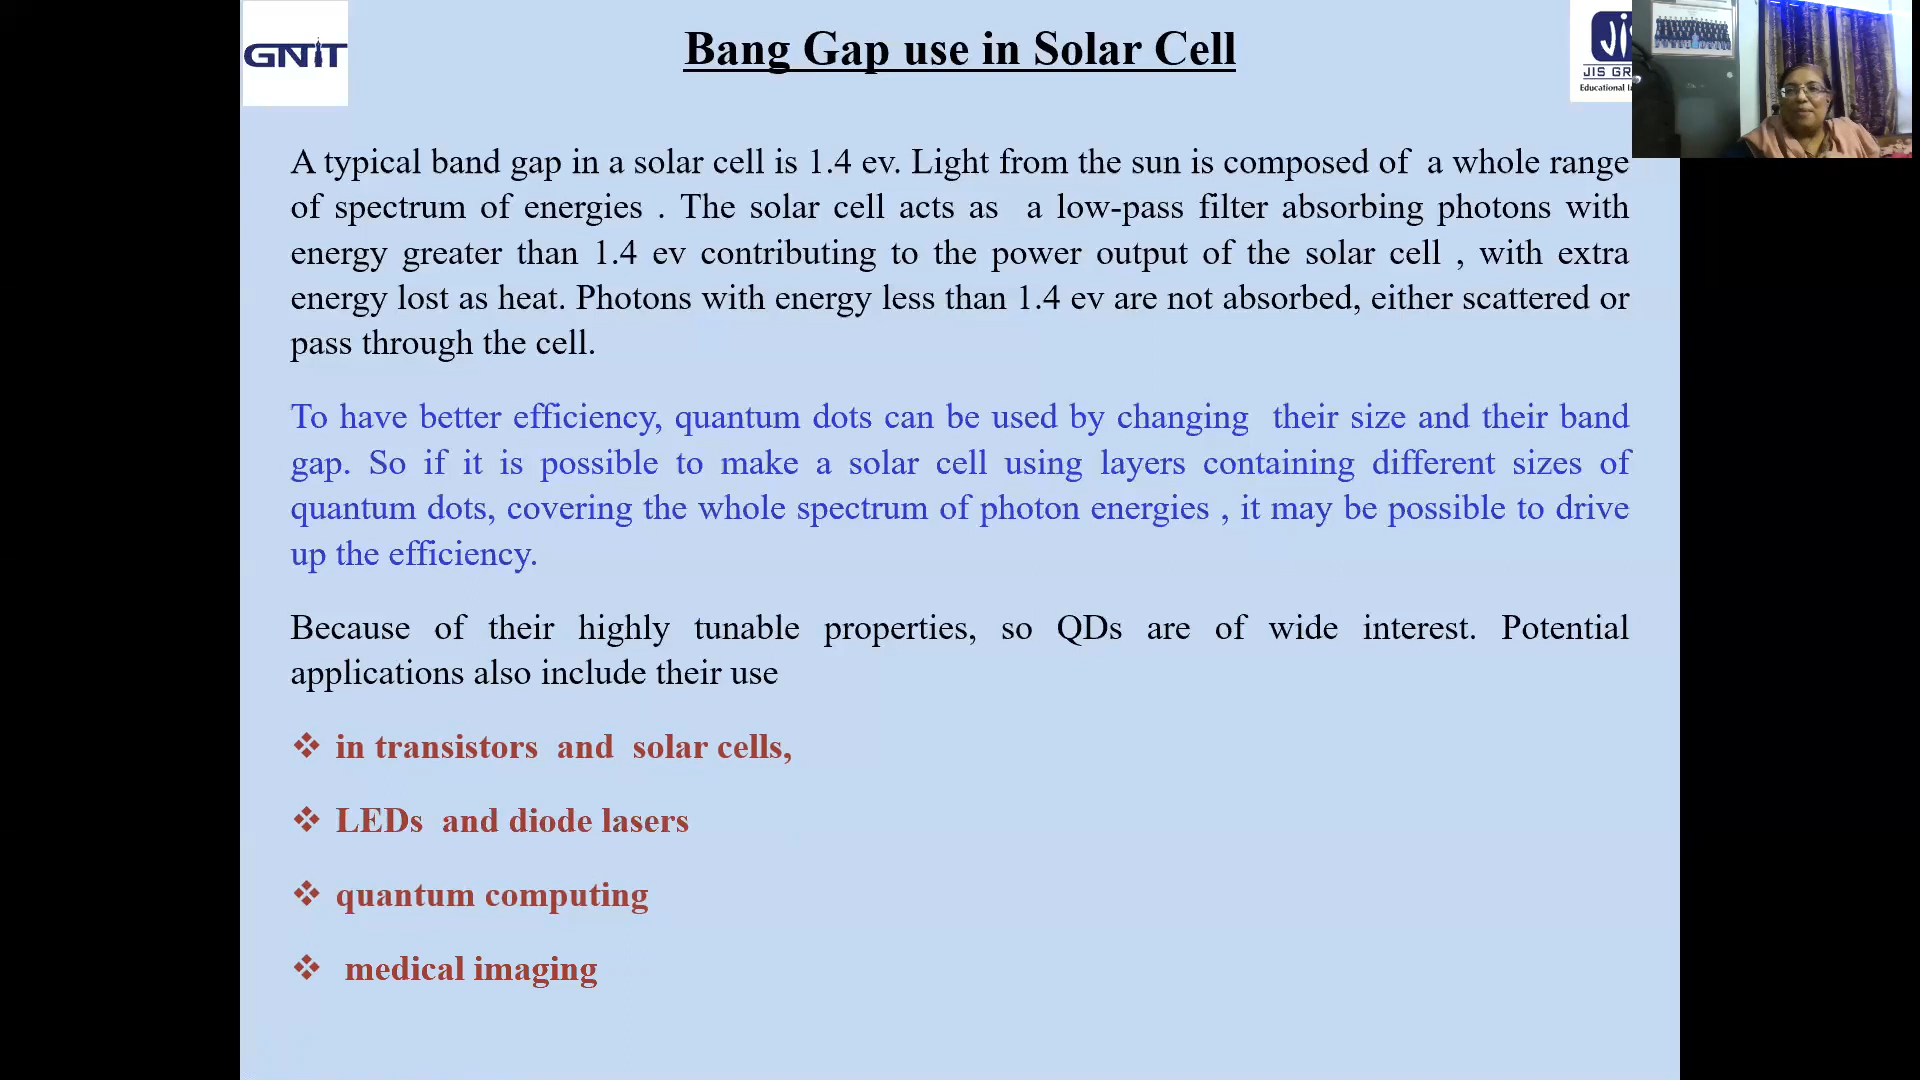 GNIT
Bang Gap use in Solar Cell
JIS GR
Educational
A typical band gap in a solar cell is 1.4 ev. Light from the sun is composed of a whole range
of spectrum of energies . The solar cell acts as a low-pass filter absorbing photons with
energy greater than 1.4 ev contributing to the power output of the solar cell , with extra
energy lost as heat. Photons with energy less than 1.4 ev are not absorbed, either scattered or
pass through the cell.
To have better efficiency, quantum dots can be used by changing their size and their band
gap. So if it is possible to make a solar cell using layers containing different sizes of
quantum dots, covering the whole spectrum of photon energies , it may be possible to drive
up the efficiency.
Because of their highly tunable properties, so QDs are of wide interest. Potential
applications also include their use
❖ in transistors and solar cells,
❖ LEDs and diode lasers
❖ quantum computing
❖ medical imaging